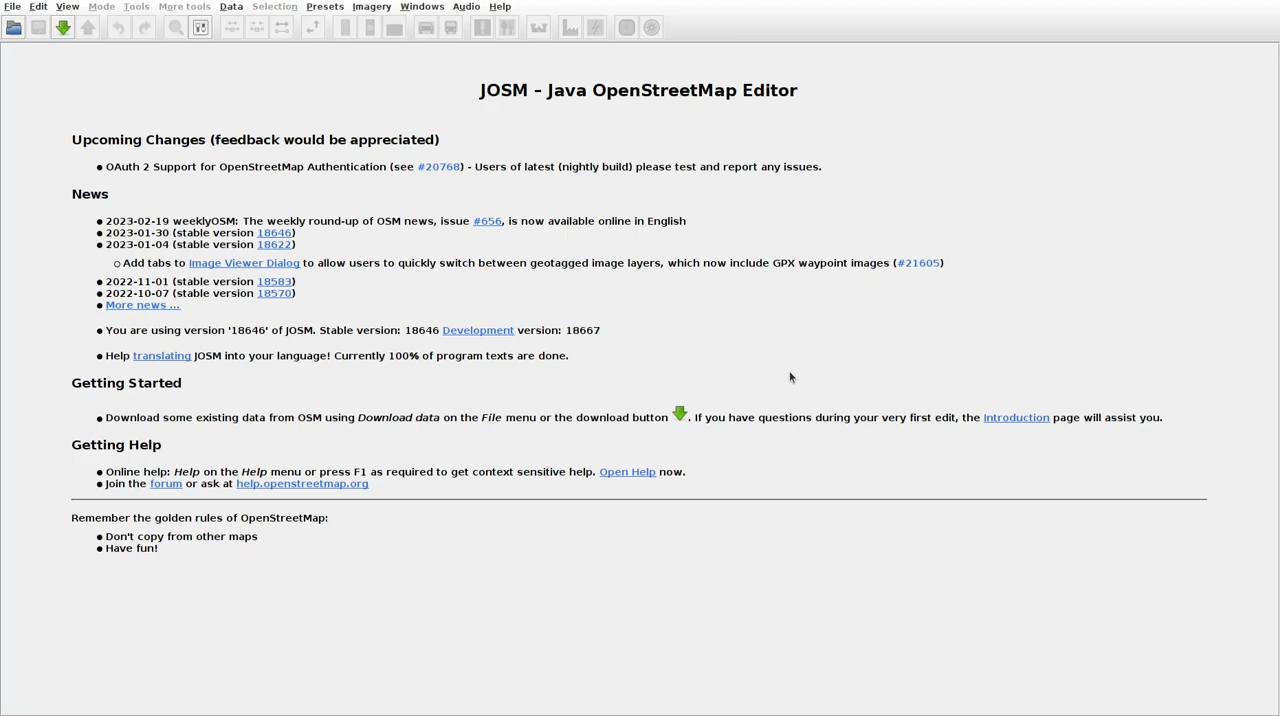 File Edit View Mode Tools More tools Data Selection Presets Imagery Windows Audio Help
JOSM – Java OpenStreetMap Editor
Upcoming Changes (feedback would be appreciated)
● OAuth 2 Support for OpenStreetMap Authentication (see #20768) - Users of latest (nightly build) please test and report any issues.
News
● 2023-02-19 weeklyOSM: The weekly round-up of OSM news, issue #656, is now available online in English
● 2023-01-30 (stable version 18646)
● 2023-01-04 (stable version 18622)
○ Add tabs to Image Viewer Dialog to allow users to quickly switch between geotagged image layers, which now include GPX waypoint images (#21605)
● 2022-11-01 (stable version 18583)
● 2022-10-07 (stable version 18570)
● More news ...
● You are using version '18646' of JOSM. Stable version: 18646 Development version: 18667
● Help translating JOSM into your language! Currently 100% of program texts are done.
Getting Started
● Download some existing data from OSM using Download data on the File menu or the download button . If you have questions during your very first edit, the Introduction page will assist you.
Getting Help
● Online help: Help on the Help menu or press F1 as required to get context sensitive help. Open Help now.
● Join the forum or ask at help.openstreetmap.org
Remember the golden rules of OpenStreetMap:
● Don't copy from other maps
● Have fun!